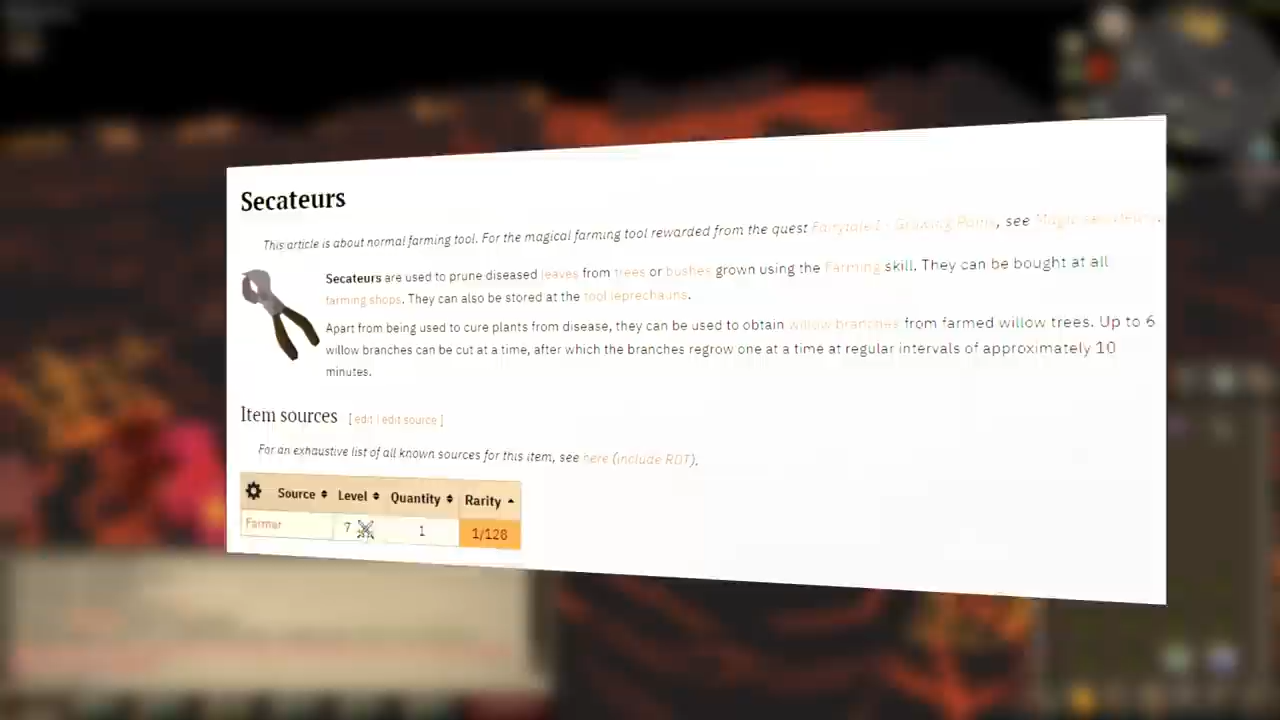 Secateurs
This article is about normal farming tool. For the magical farming tool rewarded from the quest Fairytale I - Growing Pains, see Magic secateurs.
Secateurs are used to prune diseased leaves from trees or bushes grown using the Farming skill. They can be bought at all
farming shops. They can also be stored at the tool leprechauns.
Apart from being used to cure plants from disease, they can be used to obtain willow branches from farmed willow trees. Up to 6
willow branches can be cut at a time, after which the branches regrow one at a time at regular intervals of approximately 10
minutes.
Item sources [ edit | edit source ]
For an exhaustive list of all known sources for this item, see here (include RDT).
Source Level Quantity Rarity
Farmer 7 1 1/128